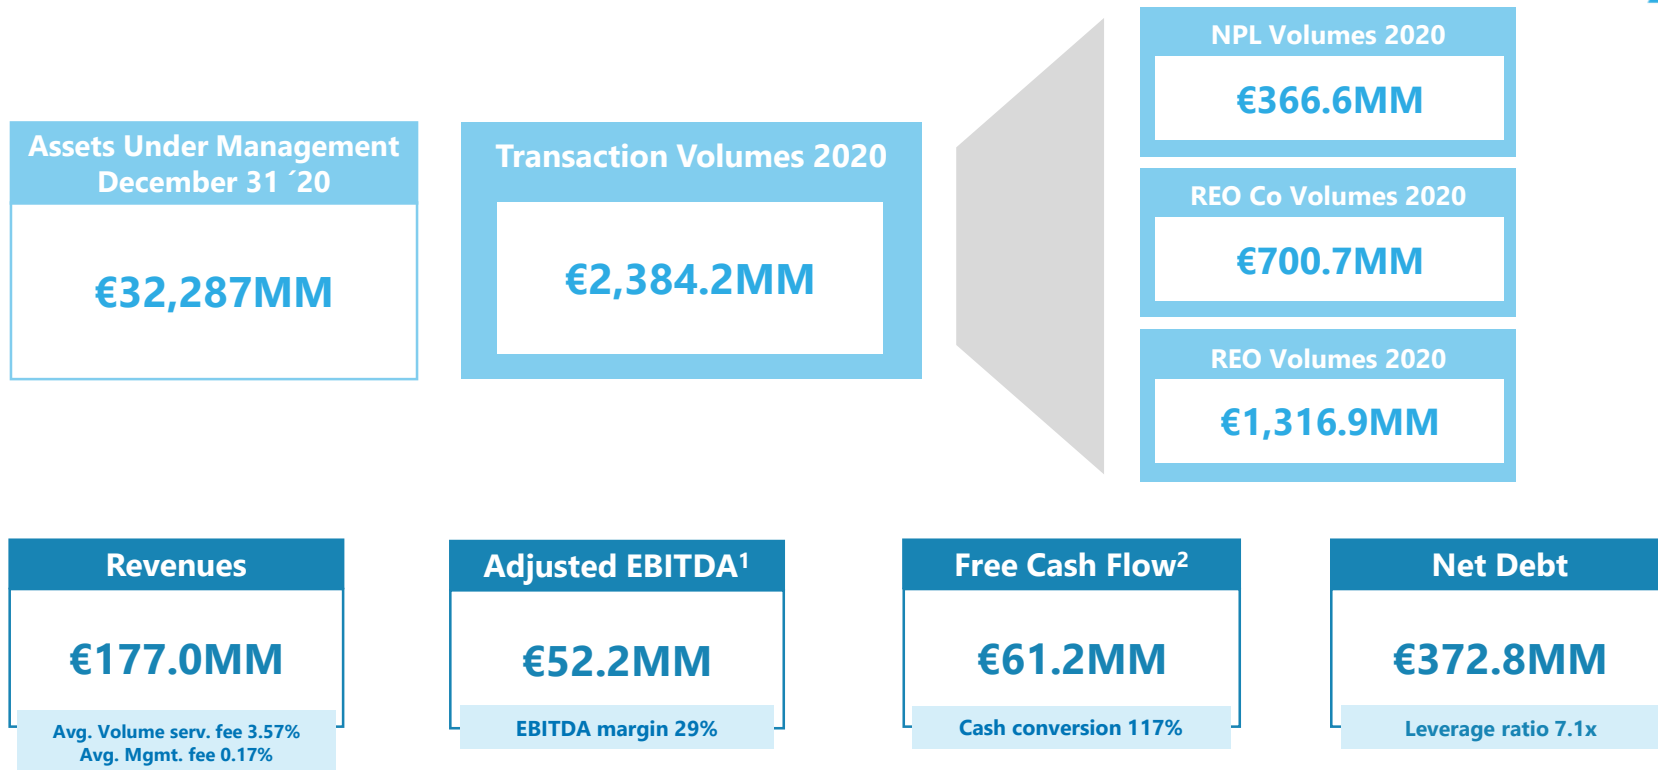 Assets Under Management
December 31 ´20
€32,287MM
Transaction Volumes 2020
€2,384.2MM
NPL Volumes 2020
€366.6MM
REO Co Volumes 2020
€700.7MM
REO Volumes 2020
€1,316.9MM
Revenues
€177.0MM
Avg. Volume serv. fee 3.57%
Avg. Mgmt. fee 0.17%
Adjusted EBITDA¹
€52.2MM
EBITDA margin 29%
Free Cash Flow²
€61.2MM
Cash conversion 117%
Net Debt
€372.8MM
Leverage ratio 7.1x